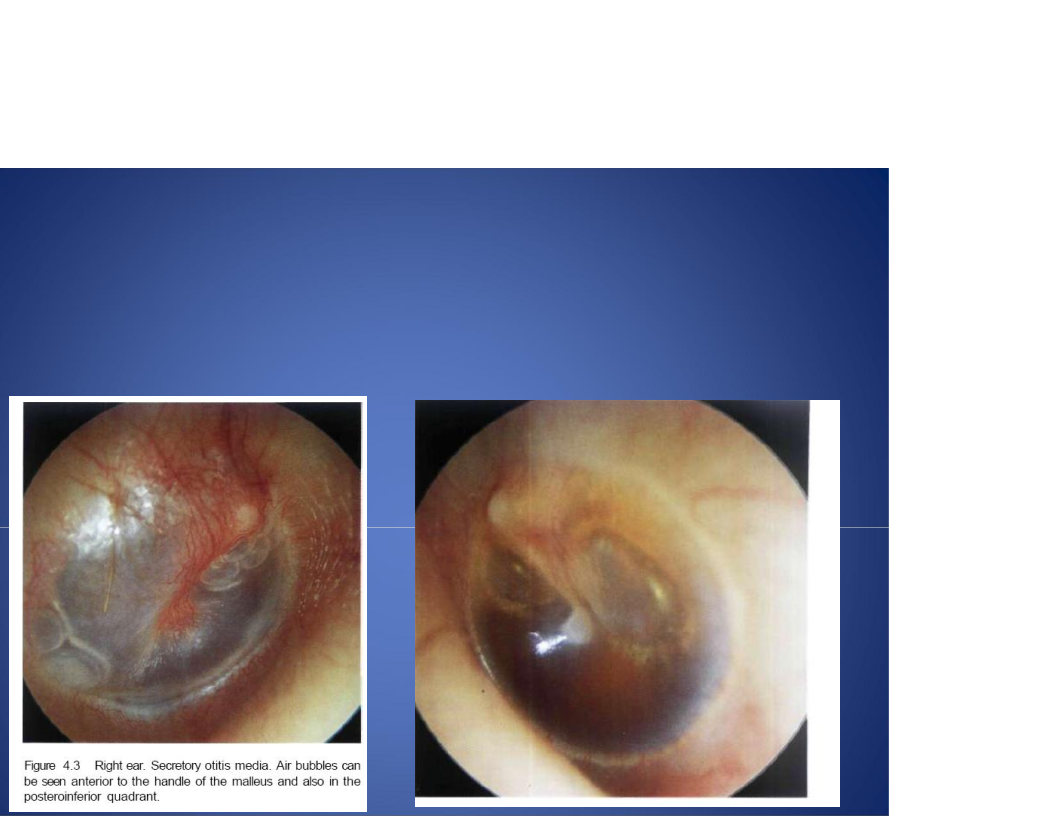 Figure 4.3 Right ear. Secretory otitis media. Air bubbles can
be seen anterior to the handle of the malleus and also in the
posteroinferior quadrant.